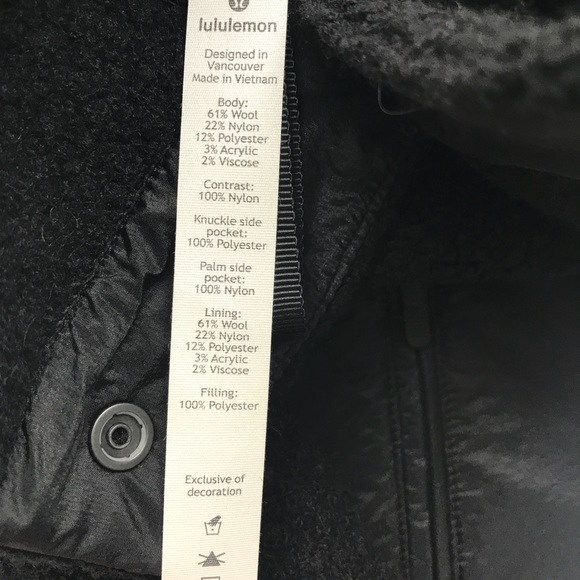 lululemon
Designed in
Vancouver
Made in Vietnam
Body:
61% Wool
22% Nylon
12% Polyester
3% Acrylic
2% Viscose
Contrast:
100% Nylon
Knuckle side
pocket:
100% Polyester
Palm side
pocket:
100% Nylon
Lining:
61% Wool
22% Nylon
12% Polyester
3% Acrylic
2% Viscose
Filling:
100% Polyester
Exclusive of
decoration